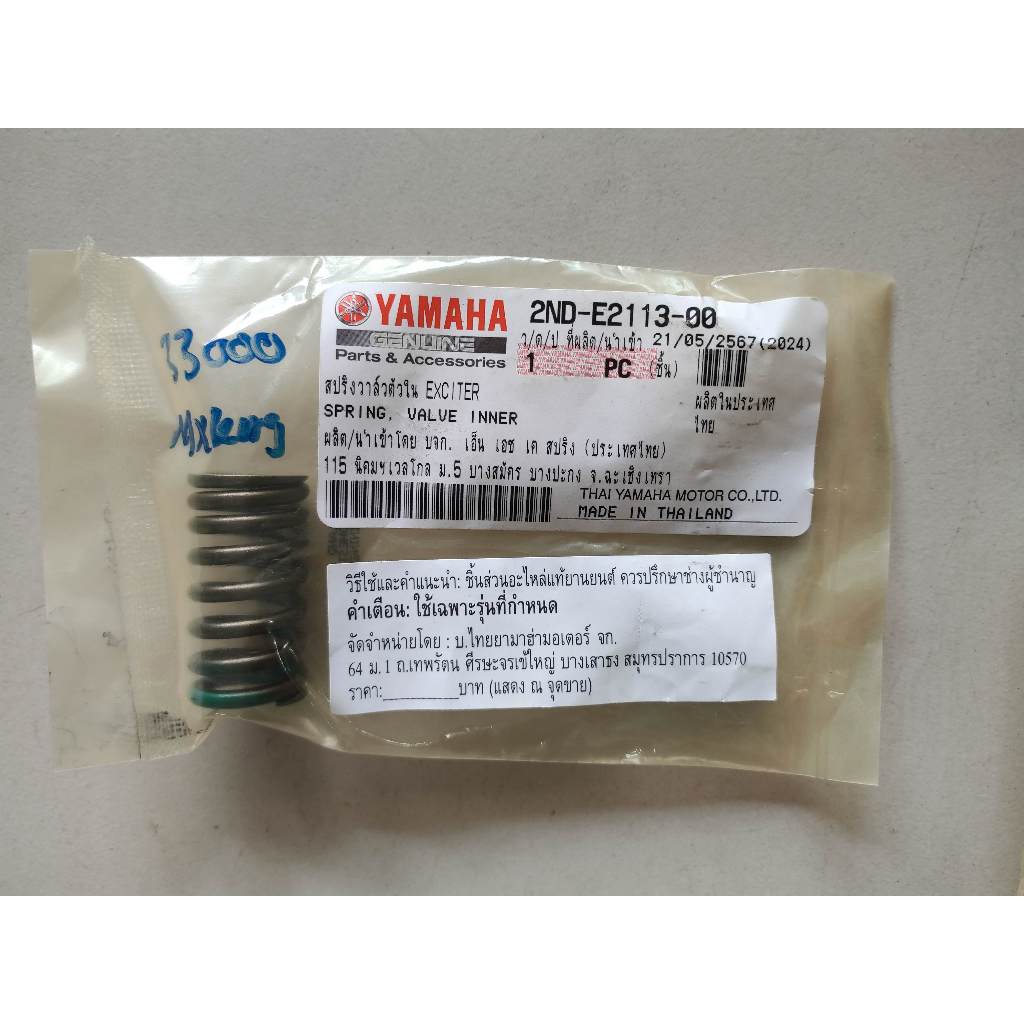 33000
MXKing
YAMAHA
GENUINE
Parts & Accessories
2ND-E2113-00
ว/ด/ป ที่ผลิต/นำเข้า 21/05/2567(2024)
1 PC (ชิ้น)
ผลิตในประเทศ
ไทย
สปริงวาล์วตัวใน EXCITER
SPRING, VALVE INNER
ผลิต/นำเข้าโดย บจก. เอ็น เอช เค สปริง (ประเทศไทย)
115 นิคมฯเวลโกล ม.5 บางสมัคร บางปะกง จ.ฉะเชิงเทรา
THAI YAMAHA MOTOR CO.,LTD.
MADE IN THAILAND
วิธีใช้และคำแนะนำ: ชิ้นส่วนอะไหล่แท้ยานยนต์ ควรปรึกษาช่างผู้ชำนาญ
คำเตือน: ใช้เฉพาะรุ่นที่กำหนด
จัดจำหน่ายโดย : บ.ไทยยามาฮ่ามอเตอร์ จก.
64 ม.1 ถ.เทพรัตน ศีรษะจรเข้ใหญ่ บางเสาธง สมุทรปราการ 10570
ราคา:__________บาท (แสดง ณ จุดขาย)